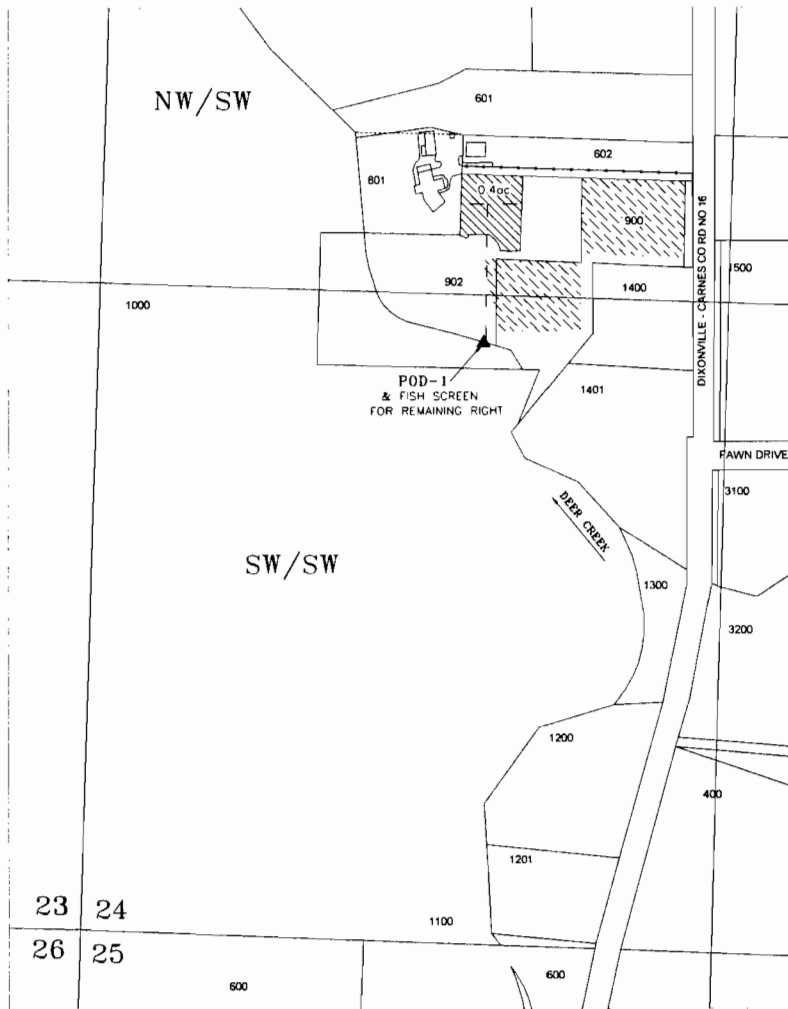 NW/SW
601
602
801
0.4ac
900
902
1400
1500
1000
DIXONVILLE - CARNES CO RD NO 16
POD-1
& FISH SCREEN
FOR REMAINING RIGHT
1401
FAWN DRIVE
3100
DEER CREEK
SW/SW
1300
3200
1200
400
1201
23 24
1100
26 25
600
600